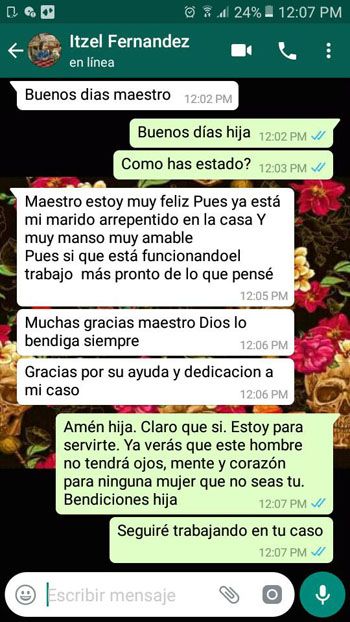 24% 12:07 PM
Itzel Fernandez
en línea
Buenos dias maestro 12:02 PM
Buenos días hija 12:02 PM
Como has estado? 12:03 PM
Maestro estoy muy feliz Pues ya está
mi marido arrepentido en la casa Y
muy manso muy amable
Pues si que está funcionandoel
trabajo más pronto de lo que pensé
12:05 PM
Muchas gracias maestro Dios lo
bendiga siempre 12:06 PM
Gracias por su ayuda y dedicacion a
mi caso 12:06 PM
Amén hija. Claro que si. Estoy para
servirte. Ya verás que este hombre
no tendrá ojos, mente y corazón
para ninguna mujer que no seas tu.
Bendiciones hija 12:07 PM
Seguiré trabajando en tu caso
12:07 PM
Escribir mensaje